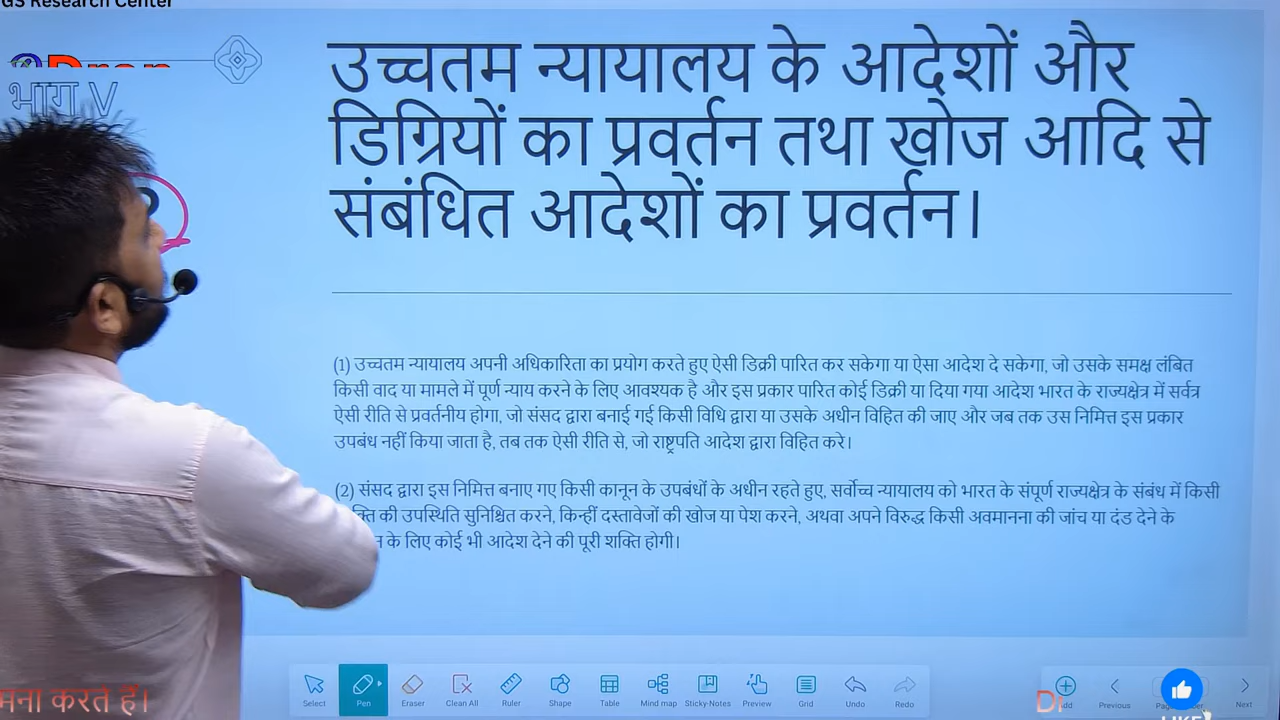 GS Research Center
भाग V
उच्चतम न्यायालय के आदेशों और
डिग्रियों का प्रवर्तन तथा खोज आदि से
संबंधित आदेशों का प्रवर्तन।
(1) उच्चतम न्यायालय अपनी अधिकारिता का प्रयोग करते हुए ऐसी डिक्री पारित कर सकेगा या ऐसा आदेश दे सकेगा, जो उसके समक्ष लंबित
किसी वाद या मामले में पूर्ण न्याय करने के लिए आवश्यक है और इस प्रकार पारित कोई डिक्री या दिया गया आदेश भारत के राज्यक्षेत्र में सर्वत्र
ऐसी रीति से प्रवर्तनीय होगा, जो संसद द्वारा बनाई गई किसी विधि द्वारा या उसके अधीन विहित की जाए और जब तक उस निमित्त इस प्रकार
उपबंध नहीं किया जाता है, तब तक ऐसी रीति से, जो राष्ट्रपति आदेश द्वारा विहित करे।
(2) संसद द्वारा इस निमित्त बनाए गए किसी कानून के उपबंधों के अधीन रहते हुए, सर्वोच्च न्यायालय को भारत के संपूर्ण राज्यक्षेत्र के संबंध में किसी
की उपस्थिति सुनिश्चित करने, किन्हीं दस्तावेजों की खोज या पेश करने, अथवा अपने विरुद्ध किसी अवमानना की जांच या दंड देने के
के लिए कोई भी आदेश देने की पूरी शक्ति होगी।
Select Pen Eraser Clean All Ruler Shape Table Mind map Sticky-Notes Preview Grid Undo Redo Previous Next
करते हैं।
LIKE